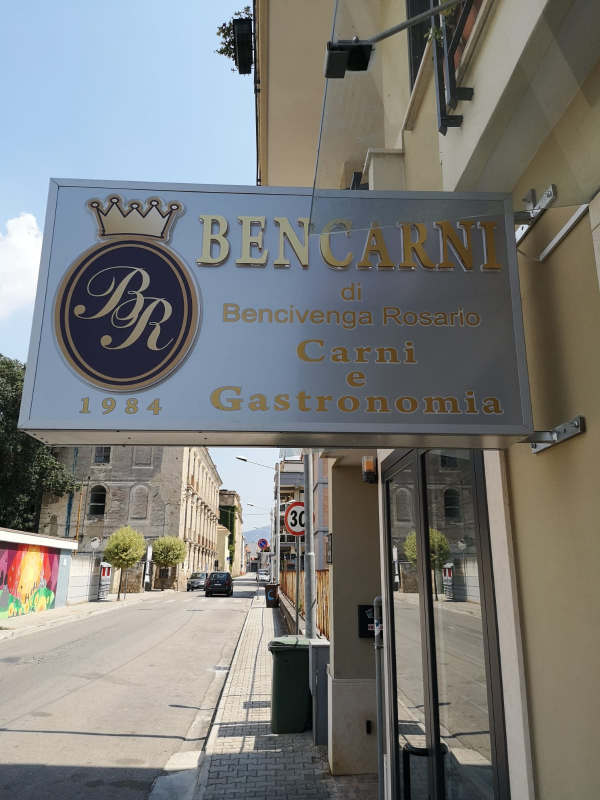 BENCARNI
di
Bencivenga Rosario
Carni
e
Gastronomia
BR
1984
30